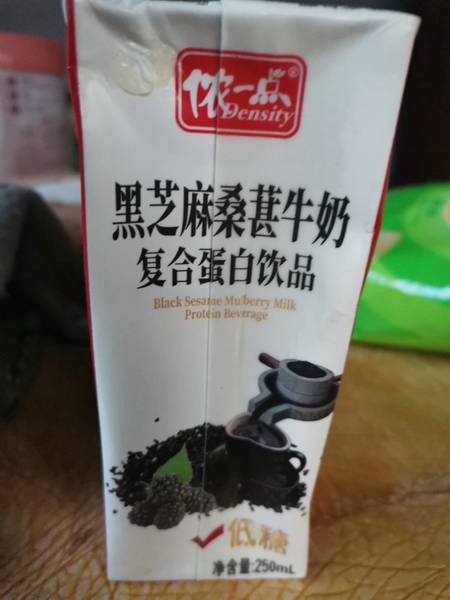 侬一点®
Density
黑芝麻桑葚牛奶
复合蛋白饮品
Black Sesame Mulberry Milk
Protein Beverage
低糖
净含量:250mL